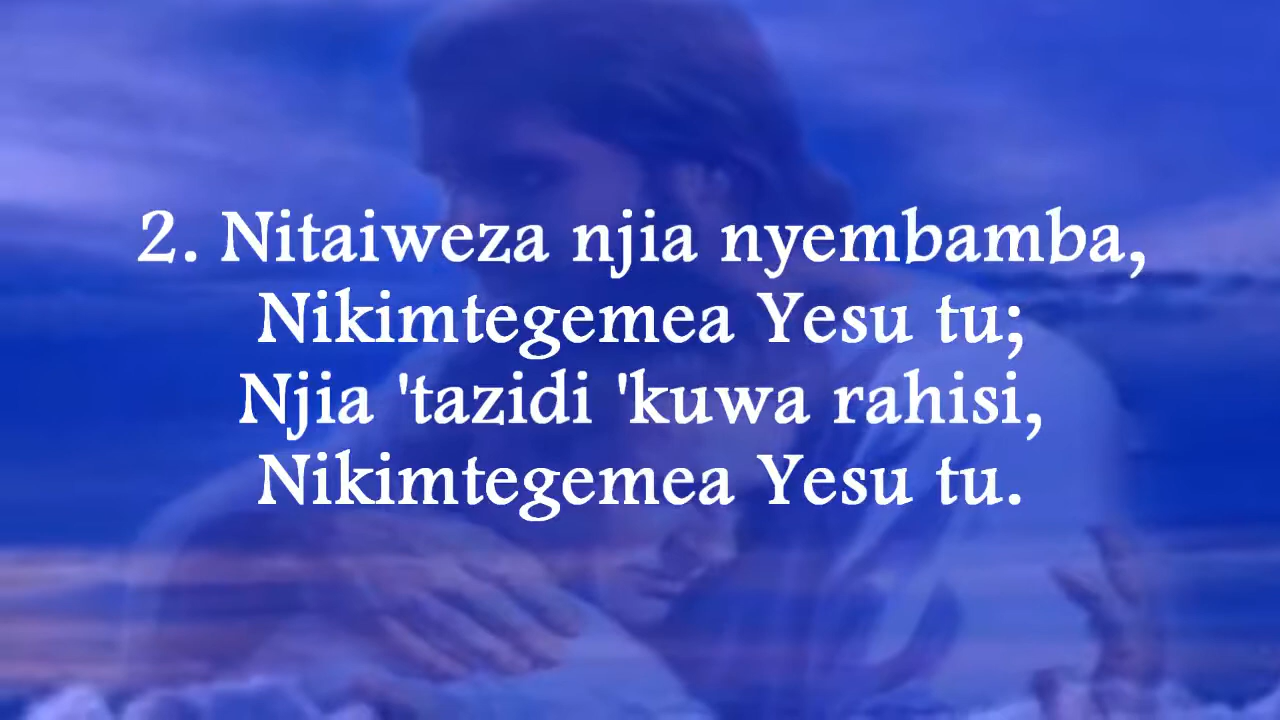 2. Nitaiweza njia nyembamba,
Nikimtegemea Yesu tu;
Njia 'tazidi 'kuwa rahisi,
Nikimtegemea Yesu tu.